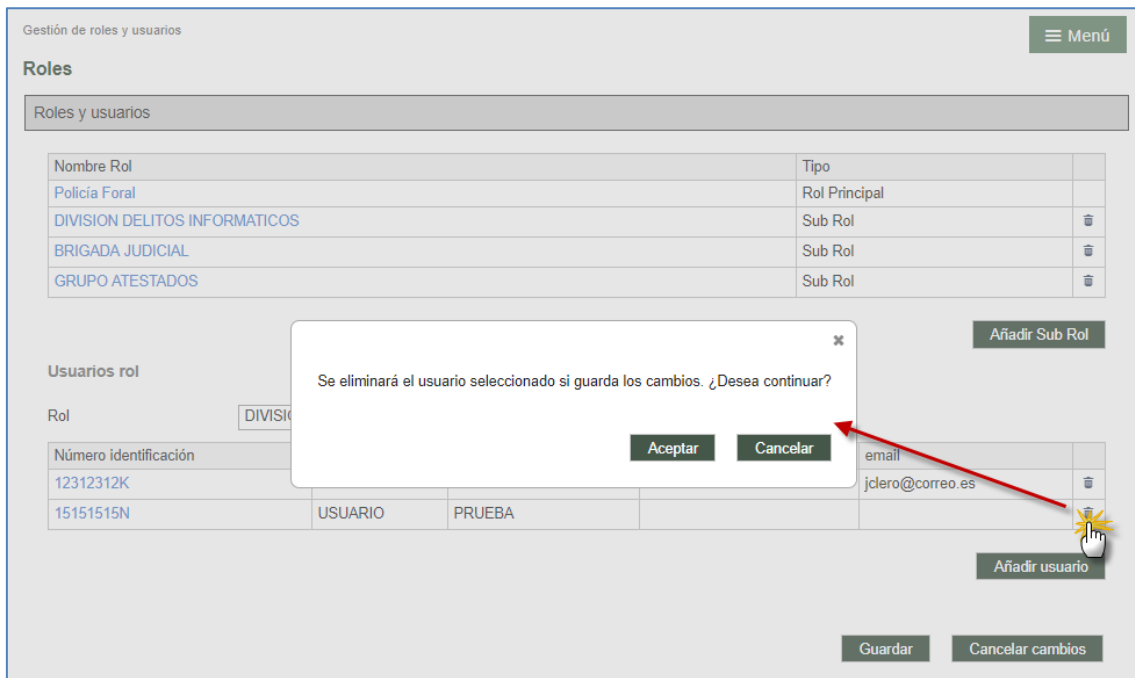 Gestión de roles y usuarios
☰ Menú
Roles
Roles y usuarios
Nombre Rol Tipo
Policía Foral Rol Principal
DIVISION DELITOS INFORMATICOS Sub Rol
BRIGADA JUDICIAL Sub Rol
GRUPO ATESTADOS Sub Rol
Añadir Sub Rol
Usuarios rol
Se eliminará el usuario seleccionado si guarda los cambios. ¿Desea continuar?
Aceptar Cancelar
Rol
Número identificación email
12312312K jclero@correo.es
15151515N USUARIO PRUEBA
Añadir usuario
Guardar Cancelar cambios